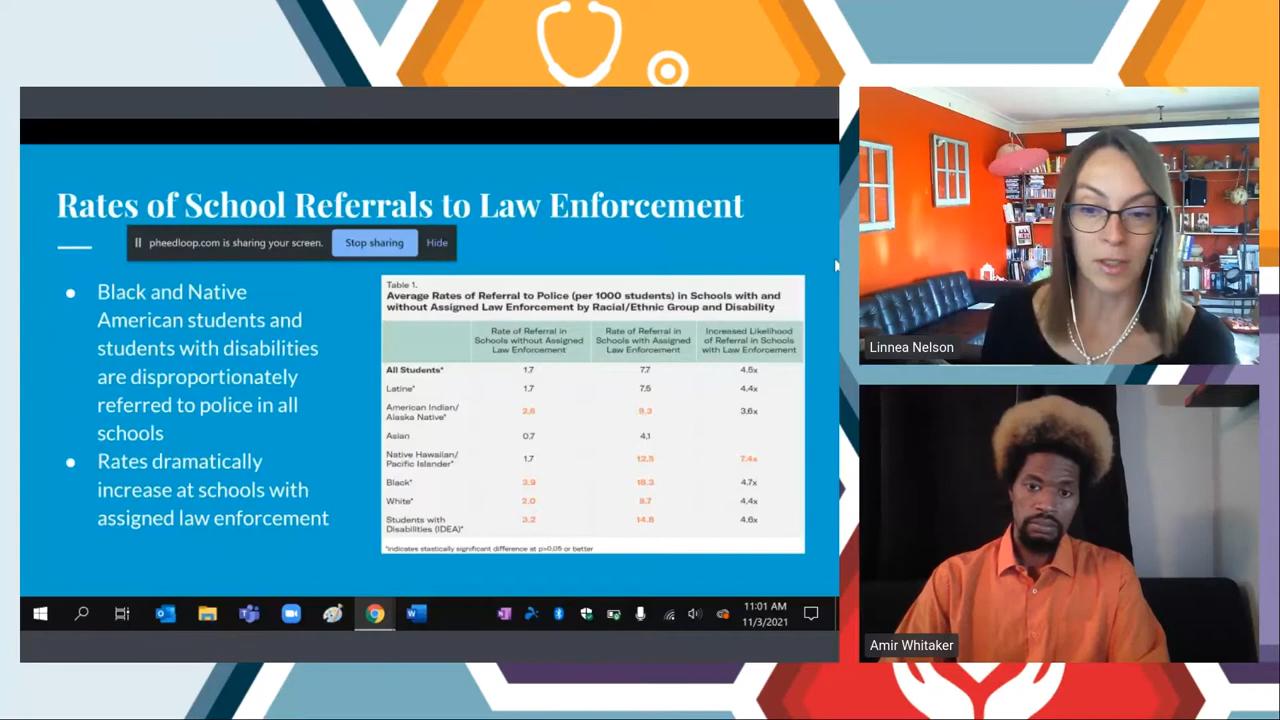 Rates of School Referrals to Law Enforcement
pheedloop.com is sharing your screen. Stop sharing Hide
Black and Native
American students and
students with disabilities
are disproportionately
referred to police in all
schools
Rates dramatically
increase at schools with
assigned law enforcement
Table 1.
Average Rates of Referral to Police (per 1000 students) in Schools with and
without Assigned Law Enforcement by Racial/Ethnic Group and Disability
Rate of Referral in Schools without Assigned Law Enforcement
Rate of Referral in Schools with Assigned Law Enforcement
Increased Likelihood of Referral in Schools with Law Enforcement
All Students* 1.7 7.7 4.5x
Latine* 1.7 7.5 4.4x
American Indian/
Alaska Native* 2.6 9.3 3.6x
Asian 0.7 4.1
Native Hawaiian/
Pacific Islander* 1.7 12.5 7.4x
Black* 3.9 18.3 4.7x
White* 2.0 8.7 4.4x
Students with
Disabilities (IDEA)* 3.2 14.8 4.6x
*indicates stastically significant difference at p>0.05 or better
11:01 AM
11/3/2021
Linnea Nelson
Amir Whitaker